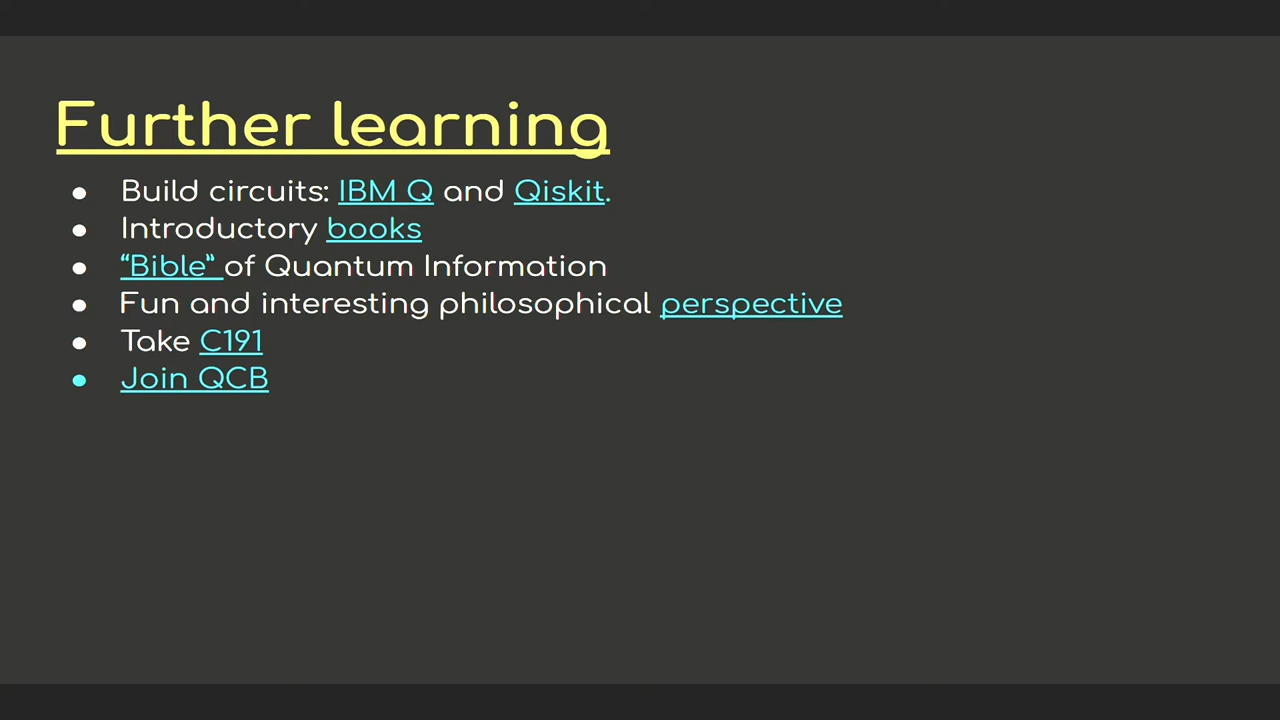 Further learning
● Build circuits: IBM Q and Qiskit.
● Introductory books
● “Bible” of Quantum Information
● Fun and interesting philosophical perspective
● Take C191
● Join QCB